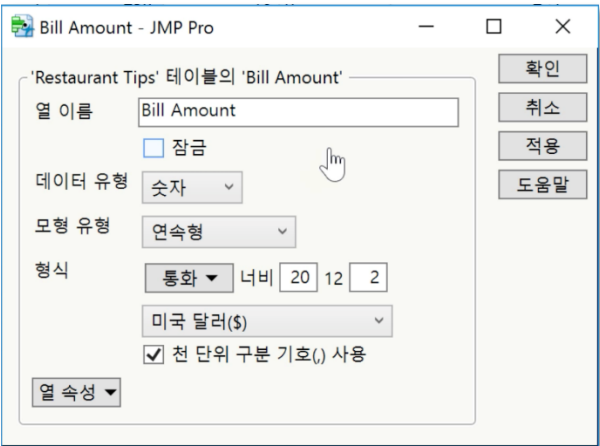 Bill Amount - JMP Pro
'Restaurant Tips' 테이블의 'Bill Amount'
확인
열 이름 Bill Amount
취소
잠금
적용
데이터 유형 숫자
도움말
모형 유형 연속형
형식 통화 너비 20 12 2
미국 달러($)
천 단위 구분 기호(,) 사용
열 속성